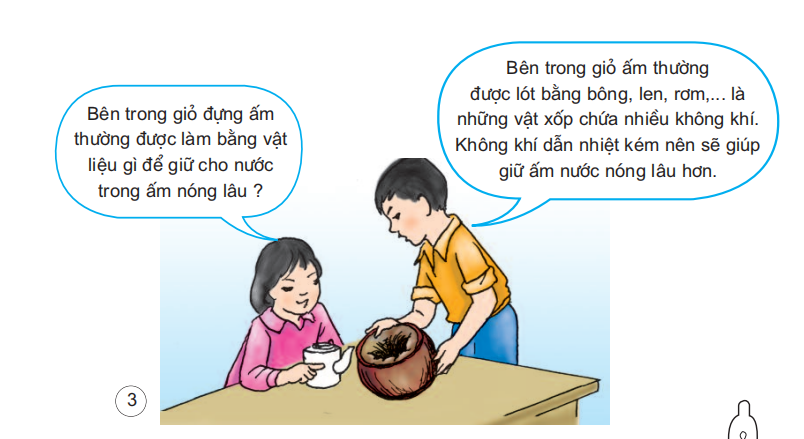 Bên trong giỏ đựng ấm
thường được làm bằng vật
liệu gì để giữ cho nước
trong ấm nóng lâu ?
Bên trong giỏ ấm thường
được lót bằng bông, len, rơm,... là
những vật xốp chứa nhiều không khí.
Không khí dẫn nhiệt kém nên sẽ giúp
giữ ấm nước nóng lâu hơn.
3